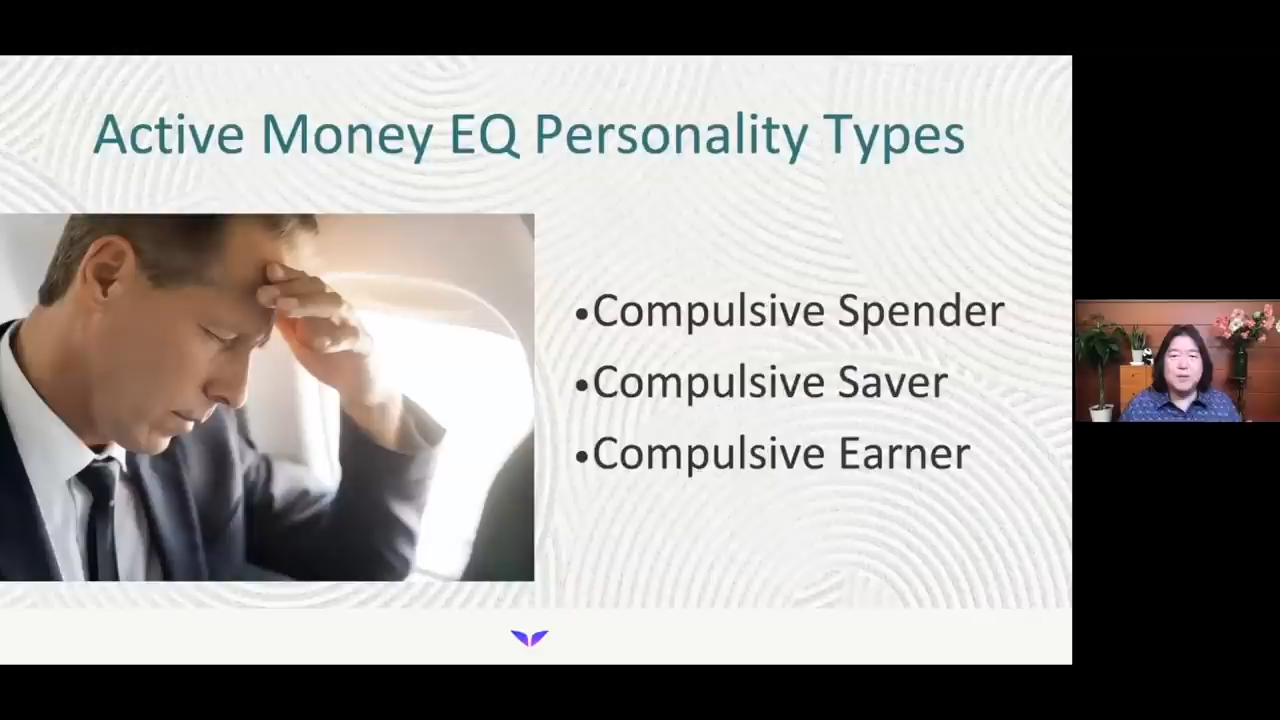 Active Money EQ Personality Types
•Compulsive Spender
•Compulsive Saver
•Compulsive Earner